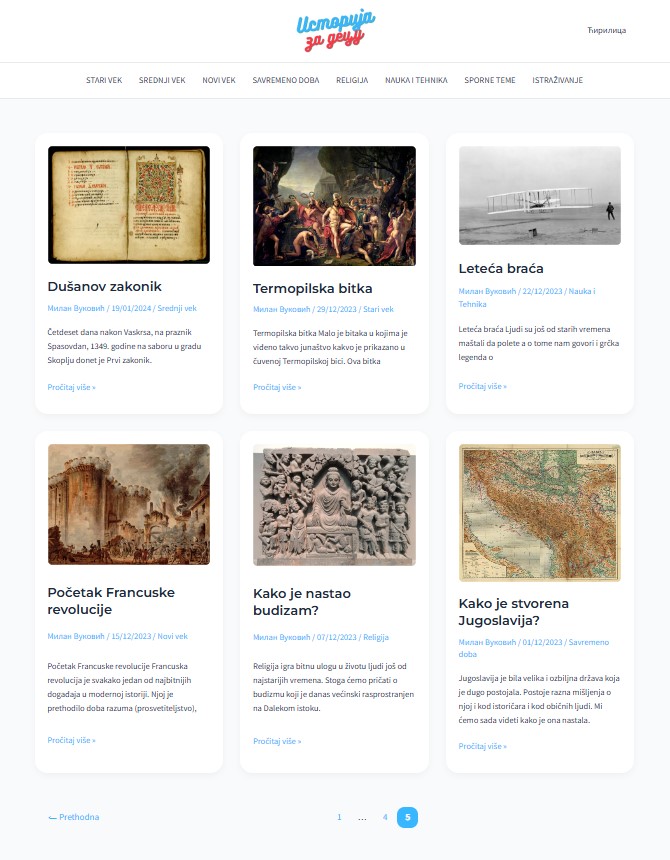 Историја
за децу
Ћирилица
STARI VEK SREDNJI VEK NOVI VEK SAVREMENO DOBA RELIGIJA NAUKA I TEHNIKA SPORNE TEME ISTRAŽIVANJE
Dušanov zakonik
Милан Вуковић / 19/01/2024 / Srednji vek
Četdeset dana nakon Vaskrsa, na praznik
Spasovdan, 1349. godine na saboru u gradu
Skoplju donet je Prvi zakonik.
Pročitaj više »
Termopilska bitka
Милан Вуковић / 29/12/2023 / Stari vek
Termopilska bitka Malo je bitaka u kojima je
viđeno takvo junaštvo kakvo je prikazano u
čuvenoj Termopilskoj bici. Ova bitka
Pročitaj više »
Leteća braća
Милан Вуковић / 22/12/2023 / Nauka i
Tehnika
Leteća braća Ljudi su još od starih vremena
maštali da polete a o tome nam govori i grčka
legenda o
Pročitaj više »
Početak Francuske
revolucije
Милан Вуковић / 15/12/2023 / Novi vek
Početak Francuske revolucije Francuska
revolucija je svakako jedan od najbitnijih
događaja u modernoj istoriji. Njoj je
prethodilo doba razuma (prosvetiteljstvo),
Pročitaj više »
Kako je nastao
budizam?
Милан Вуковић / 07/12/2023 / Religija
Religija igra bitnu ulogu u životu ljudi još od
najstarijih vremena. Stoga ćemo pričati o
budizmu koji je danas većinski rasprostranjen
na Dalekom istoku.
Pročitaj više »
Kako je stvorena
Jugoslavija?
Милан Вуковић / 01/12/2023 / Savremeno
doba
Jugoslavija je bila velika i ozbiljna država koja
je dugo postojala. Postoje razna mišljenja o
njoj i kod istoričara i kod običnih ljudi. Mi
ćemo sada videti kako je ona nastala.
Pročitaj više »
← Prethodna
1 … 4 5